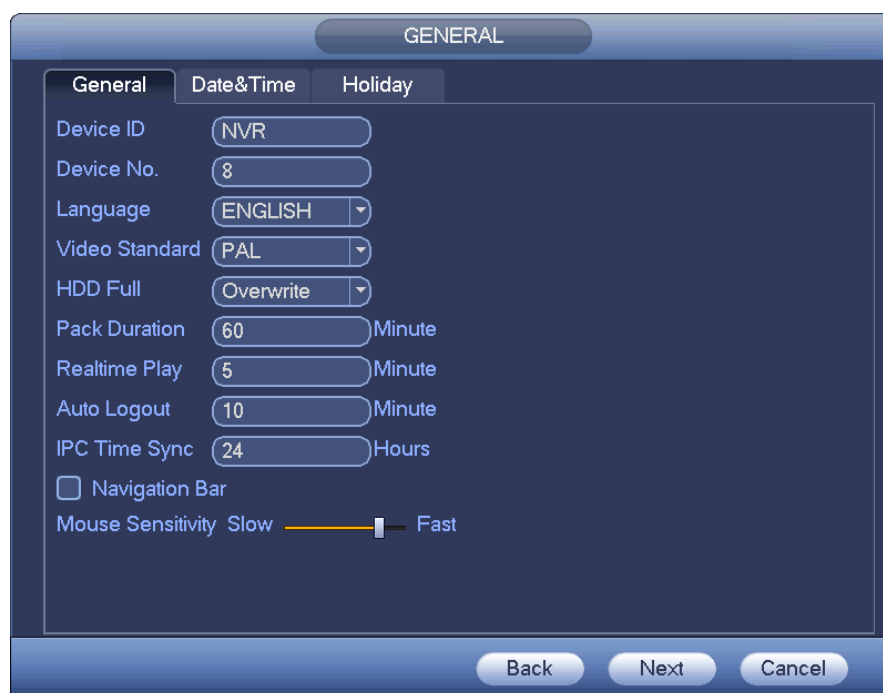 GENERAL
General Date&Time Holiday
Device ID NVR
Device No. 8
Language ENGLISH
Video Standard PAL
HDD Full Overwrite
Pack Duration 60 Minute
Realtime Play 5 Minute
Auto Logout 10 Minute
IPC Time Sync 24 Hours
Navigation Bar
Mouse Sensitivity Slow Fast
Back Next Cancel